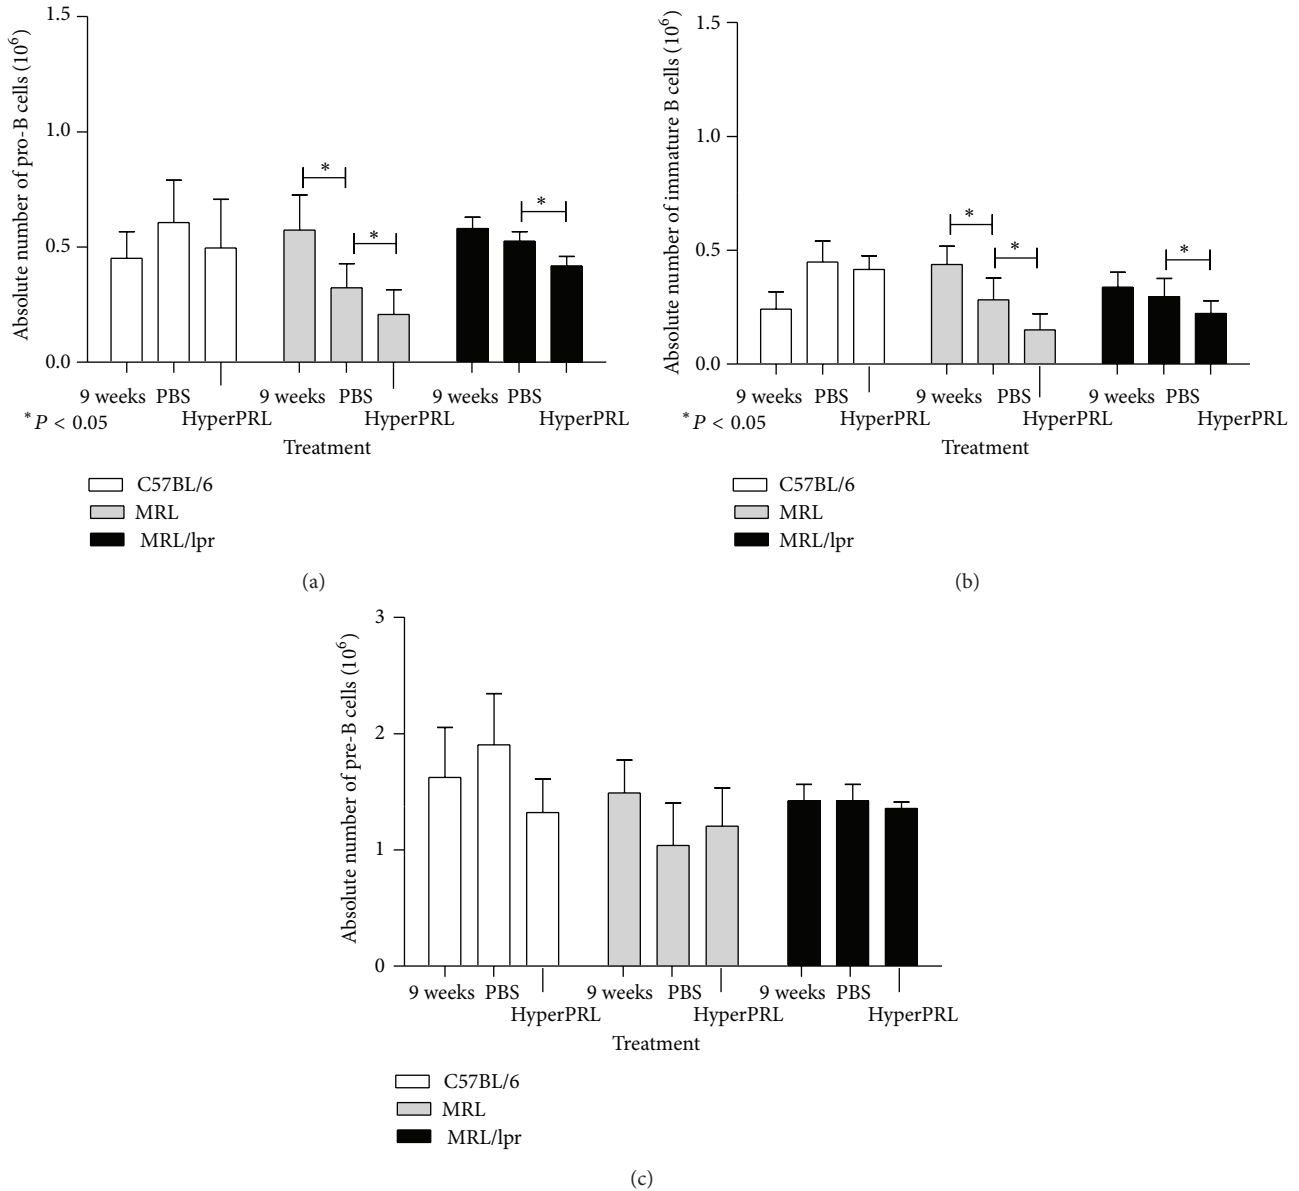 Absolute number of pro-B cells (10⁶)
1.5
1.0
0.5
0.0
*
*
*
9 weeks PBS
HyperPRL
9 weeks PBS
HyperPRL
9 weeks PBS
HyperPRL
* P < 0.05
Treatment
C57BL/6
MRL
MRL/lpr
(a)
Absolute number of immature B cells (10⁶)
1.5
1.0
0.5
0.0
*
*
*
9 weeks PBS
HyperPRL
9 weeks PBS
HyperPRL
9 weeks PBS
HyperPRL
* P < 0.05
Treatment
C57BL/6
MRL
MRL/lpr
(b)
Absolute number of pre-B cells (10⁶)
3
2
1
0
9 weeks PBS
HyperPRL
9 weeks PBS
HyperPRL
9 weeks PBS
HyperPRL
Treatment
C57BL/6
MRL
MRL/lpr
(c)